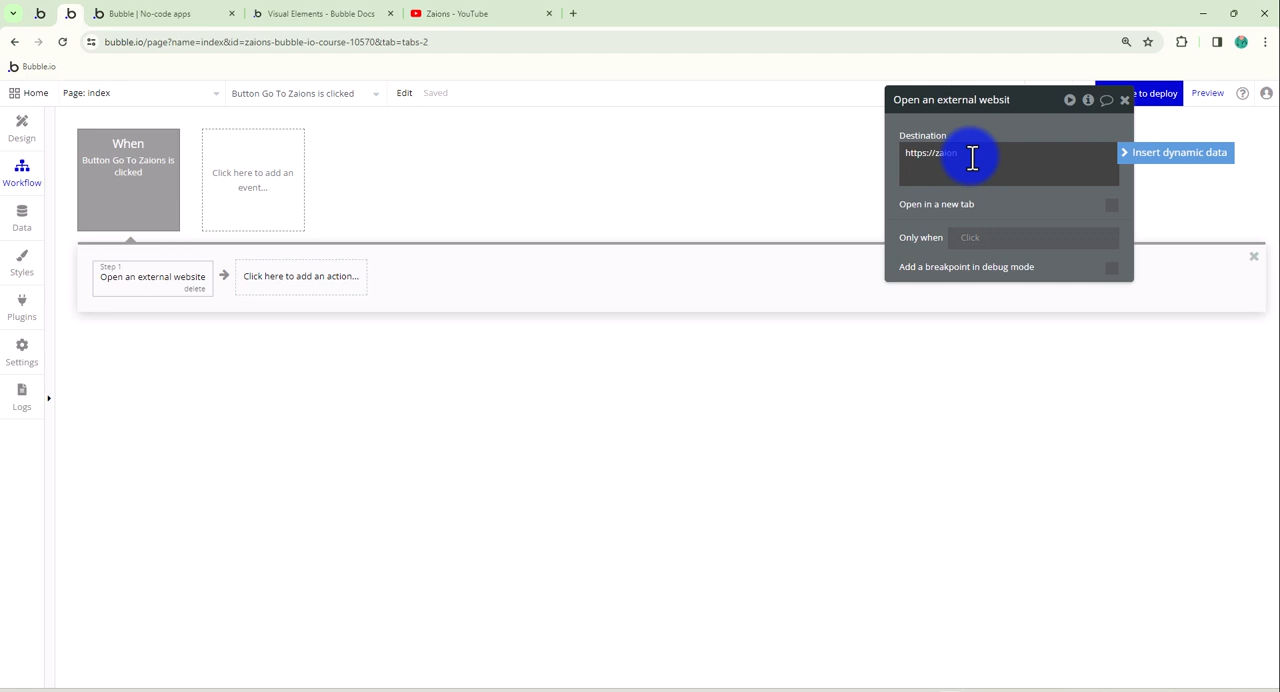 Bubble | No-code apps
Visual Elements - Bubble Docs
Zaions - YouTube
bubble.io/page?name=index&id=zaions-bubble-io-course-10570&tab=tabs-2
Bubble.io
Home
Page: index
Button Go To Zaions is clicked
Edit
Saved
to deploy
Preview
Design
Workflow
Data
Styles
Plugins
Settings
Logs
When
Button Go To Zaions is
clicked
Click here to add an
event...
Step 1
Open an external website
delete
Click here to add an action...
Open an external websit
Destination
https://zaion
Insert dynamic data
Open in a new tab
Only when
Click
Add a breakpoint in debug mode